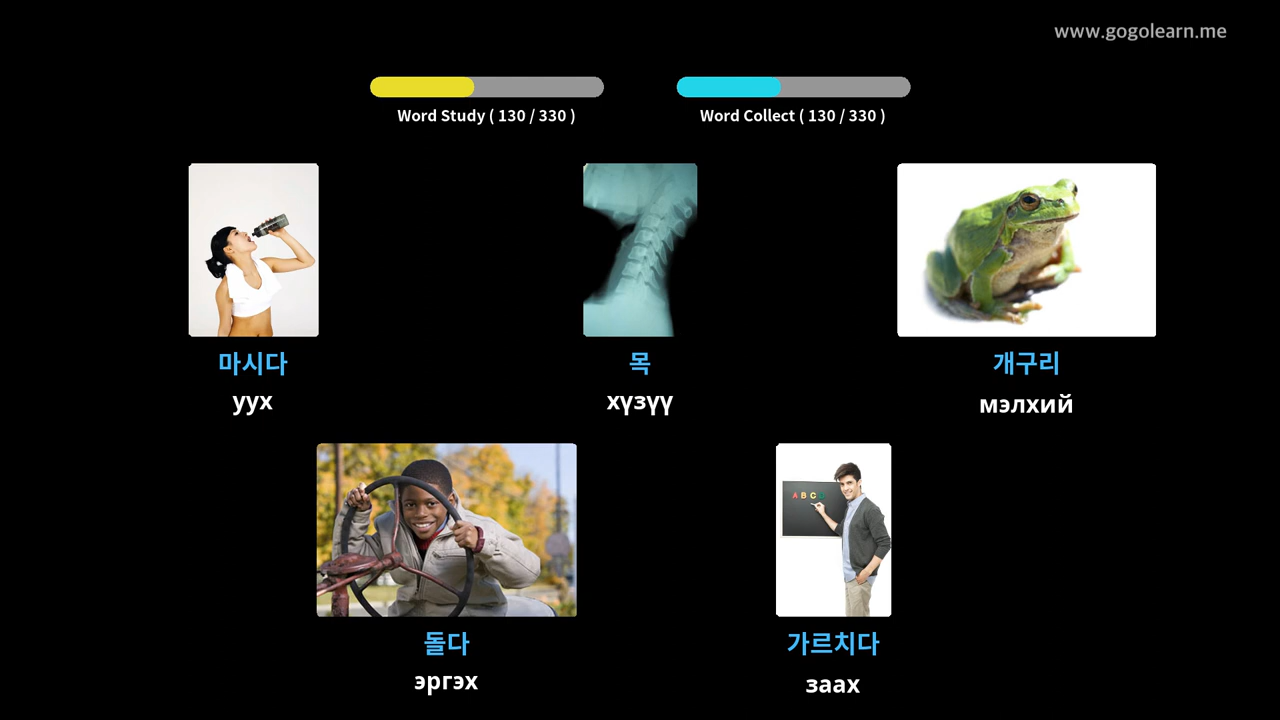 www.gogolearn.me
Word Study ( 130 / 330 )
Word Collect ( 130 / 330 )
마시다
уух
목
хүзүү
개구리
мэлхий
A B C D
돌다
эргэх
가르치다
заах